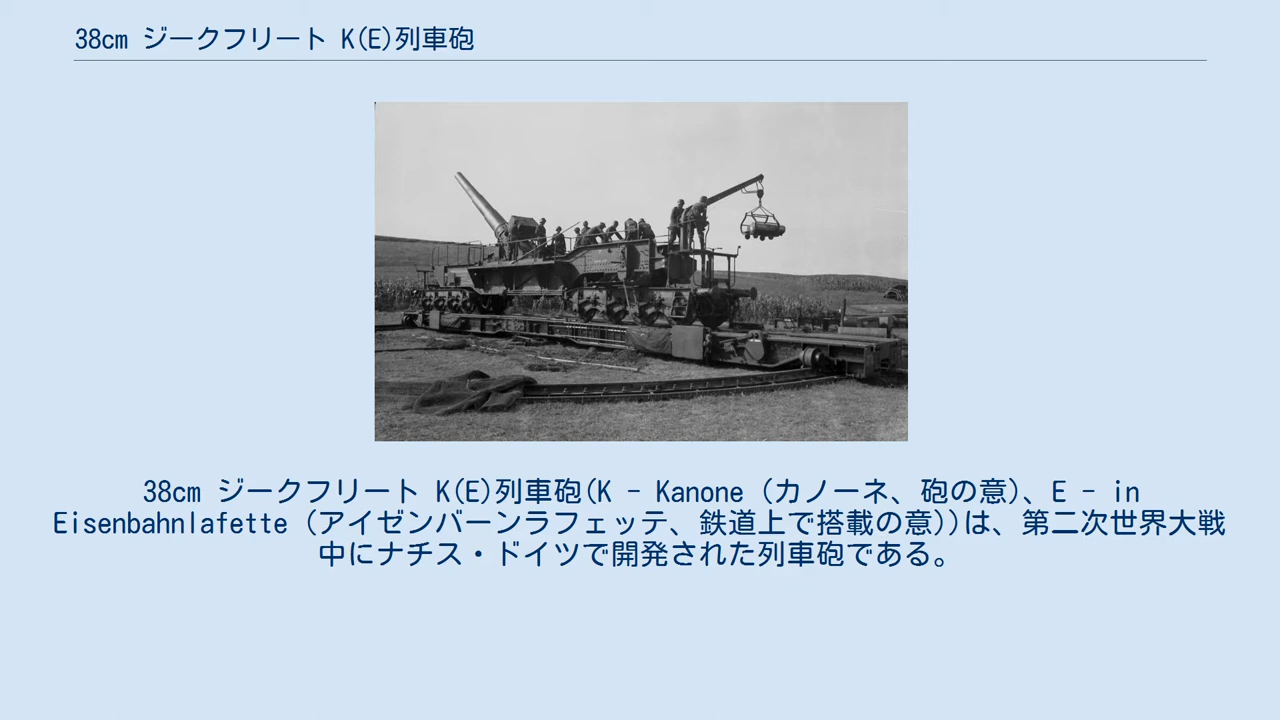 38cm ジークフリート K(E)列車砲
38cm ジークフリート K(E)列車砲(K - Kanone (カノーネ、砲の意)、E - in
Eisenbahnlafette (アイゼンバーンラフェッテ、鉄道上で搭載の意))は、第二次世界大戦
中にナチス・ドイツで開発された列車砲である。